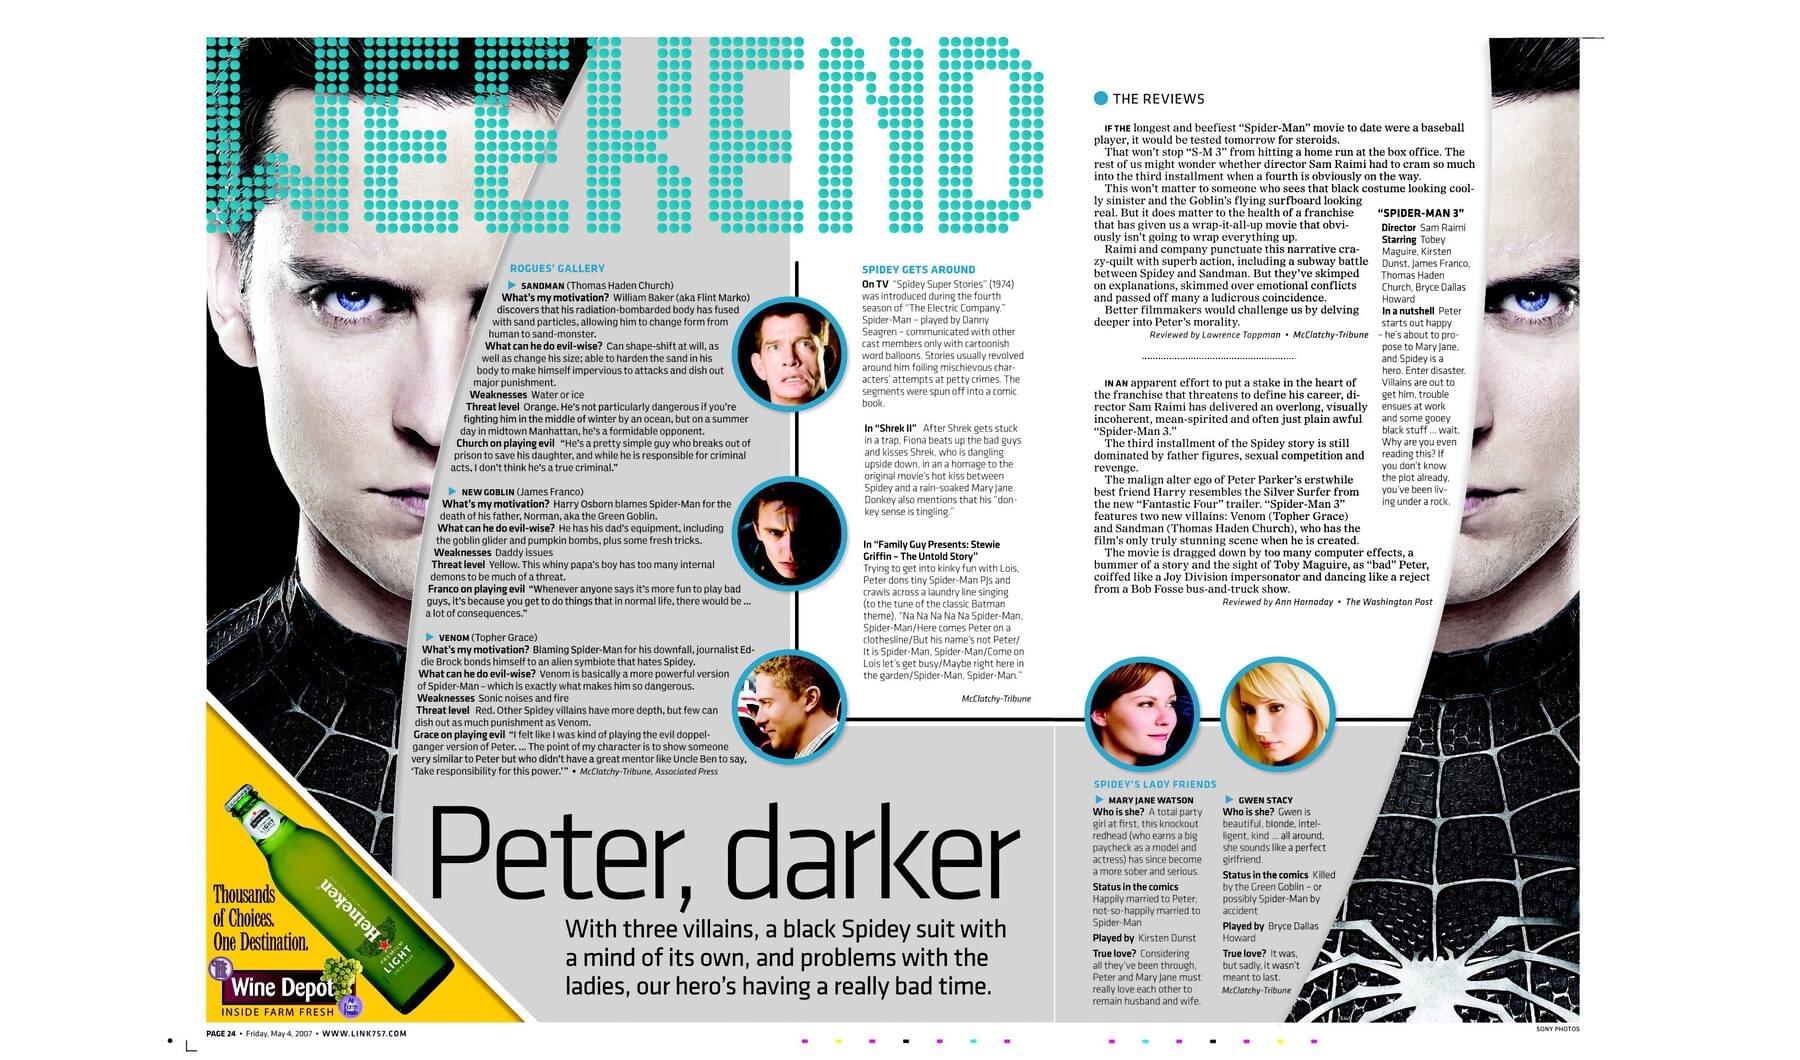 WEEKEND
ROGUES' GALLERY
SANDMAN (Thomas Haden Church)
What's my motivation? William Baker (aka Flint Marko)
discovers that his radiation-bombarded body has fused
with sand particles, allowing him to change form from
human to sand-monster.
What can he do evil-wise? Can shape-shift at will, as
well as change his size; able to harden the sand in his
body to make himself impervious to attacks and dish out
major punishment.
Weaknesses Water or ice
Threat level Orange. He's not particularly dangerous if you're
fighting him in the middle of winter by an ocean, but on a summer
day in midtown Manhattan, he's a formidable opponent.
Church on playing evil "He's a pretty simple guy who breaks out of
prison to save his daughter, and while he is responsible for criminal
acts, I don't think he's a true criminal."
NEW GOBLIN (James Franco)
What's my motivation? Harry Osborn blames Spider-Man for the
death of his father, Norman, aka the Green Goblin.
What can he do evil-wise? He has his dad's equipment, including
the goblin glider and pumpkin bombs, plus some fresh tricks.
Weaknesses Daddy issues
Threat level Yellow. This whiny papa's boy has too many internal
demons to be much of a threat.
Franco on playing evil "Whenever anyone says it's more fun to play bad
guys, it's because you get to do things that in normal life, there would be ...
a lot of consequences."
VENOM (Topher Grace)
What's my motivation? Blaming Spider-Man for his downfall, journalist Ed-
die Brock bonds himself to an alien symbiote that hates Spidey.
What can he do evil-wise? Venom is basically a more powerful version
of Spider-Man – which is exactly what makes him so dangerous.
Weaknesses Sonic noises and fire
Threat level Red. Other Spidey villains have more depth, but few can
dish out as much punishment as Venom.
Grace on playing evil "I felt like I was kind of playing the evil doppel-
ganger version of Peter. ... The point of my character is to show someone
very similar to Peter but who didn't have a great mentor like Uncle Ben to say,
'Take responsibility for this power.'" • McClatchy-Tribune, Associated Press
SPIDEY GETS AROUND
On TV "Spidey Super Stories" (1974)
was introduced during the fourth
season of "The Electric Company."
Spider-Man – played by Danny
Seagren – communicated with other
cast members only with cartoonish
word balloons. Stories usually revolved
around him foiling mischievous char-
acters' attempts at petty crimes. The
segments were spun off into a comic
book.
In "Shrek II" After Shrek gets stuck
in a trap, Fiona beats up the bad guys
and kisses Shrek, who is dangling
upside down, in an a homage to the
original movie's hot kiss between
Spidey and a rain-soaked Mary Jane.
Donkey also mentions that his "don-
key sense is tingling."
In "Family Guy Presents: Stewie
Griffin – The Untold Story"
Trying to get into kinky fun with Lois,
Peter dons tiny Spider-Man PJs and
crawls across a laundry line singing
(to the tune of the classic Batman
theme), "Na Na Na Na Na Spider-Man,
Spider-Man/Here comes Peter on a
clothesline/But his name's not Peter/
It is Spider-Man, Spider-Man/Come on
Lois let's get busy/Maybe right here in
the garden/Spider-Man, Spider-Man."
McClatchy-Tribune
THE REVIEWS
IF THE longest and beefiest "Spider-Man" movie to date were a baseball
player, it would be tested tomorrow for steroids.
That won't stop "S-M 3" from hitting a home run at the box office. The
rest of us might wonder whether director Sam Raimi had to cram so much
into the third installment when a fourth is obviously on the way.
This won't matter to someone who sees that black costume looking cool-
ly sinister and the Goblin's flying surfboard looking
real. But it does matter to the health of a franchise
that has given us a wrap-it-all-up movie that obvi-
ously isn't going to wrap everything up.
Raimi and company punctuate this narrative cra-
zy-quilt with superb action, including a subway battle
between Spidey and Sandman. But they've skimped
on explanations, skimmed over emotional conflicts
and passed off many a ludicrous coincidence.
Better filmmakers would challenge us by delving
deeper into Peter's morality.
Reviewed by Lawrence Toppman • McClatchy-Tribune
IN AN apparent effort to put a stake in the heart of
the franchise that threatens to define his career, di-
rector Sam Raimi has delivered an overlong, visually
incoherent, mean-spirited and often just plain awful
"Spider-Man 3."
The third installment of the Spidey story is still
dominated by father figures, sexual competition and
revenge.
The malign alter ego of Peter Parker's erstwhile
best friend Harry resembles the Silver Surfer from
the new "Fantastic Four" trailer. "Spider-Man 3"
features two new villains: Venom (Topher Grace)
and Sandman (Thomas Haden Church), who has the
film's only truly stunning scene when he is created.
The movie is dragged down by too many computer effects, a
bummer of a story and the sight of Toby Maguire, as "bad" Peter,
coiffed like a Joy Division impersonator and dancing like a reject
from a Bob Fosse bus-and-truck show.
Reviewed by Ann Hornaday • The Washington Post
"SPIDER-MAN 3"
Director Sam Raimi
Starring Tobey
Maguire, Kirsten
Dunst, James Franco,
Thomas Haden
Church, Bryce Dallas
Howard
In a nutshell Peter
starts out happy
– he's about to pro-
pose to Mary Jane,
and Spidey is a
hero. Enter disaster.
Villains are out to
get him, trouble
ensues at work
and some gooey
black stuff ... wait.
Why are you even
reading this? If
you don't know
the plot already,
you've been liv-
ing under a rock.
SPIDEY'S LADY FRIENDS
MARY JANE WATSON
Who is she? A total party
girl at first, this knockout
redhead (who earns a big
paycheck as a model and
actress) has since become
a more sober and serious.
Status in the comics
Happily married to Peter;
not-so-happily married to
Spider-Man
Played by Kirsten Dunst
True love? Considering
all they've been through,
Peter and Mary Jane must
really love each other to
remain husband and wife.
GWEN STACY
Who is she? Gwen is
beautiful, blonde, intel-
ligent, kind ... all around,
she sounds like a perfect
girlfriend.
Status in the comics Killed
by the Green Goblin – or
possibly Spider-Man by
accident
Played by Bryce Dallas
Howard
True love? It was,
but sadly, it wasn't
meant to last.
McClatchy-Tribune
Peter, darker
With three villains, a black Spidey suit with
a mind of its own, and problems with the
ladies, our hero's having a really bad time.
Thousands
of Choices.
One Destination.
Heineken
PREMIUM
LIGHT
THE
Wine Depot
At Farm Fresh
INSIDE FARM FRESH
PAGE 24 • Friday, May 4, 2007 • WWW.LINK757.COM
SONY PHOTOS